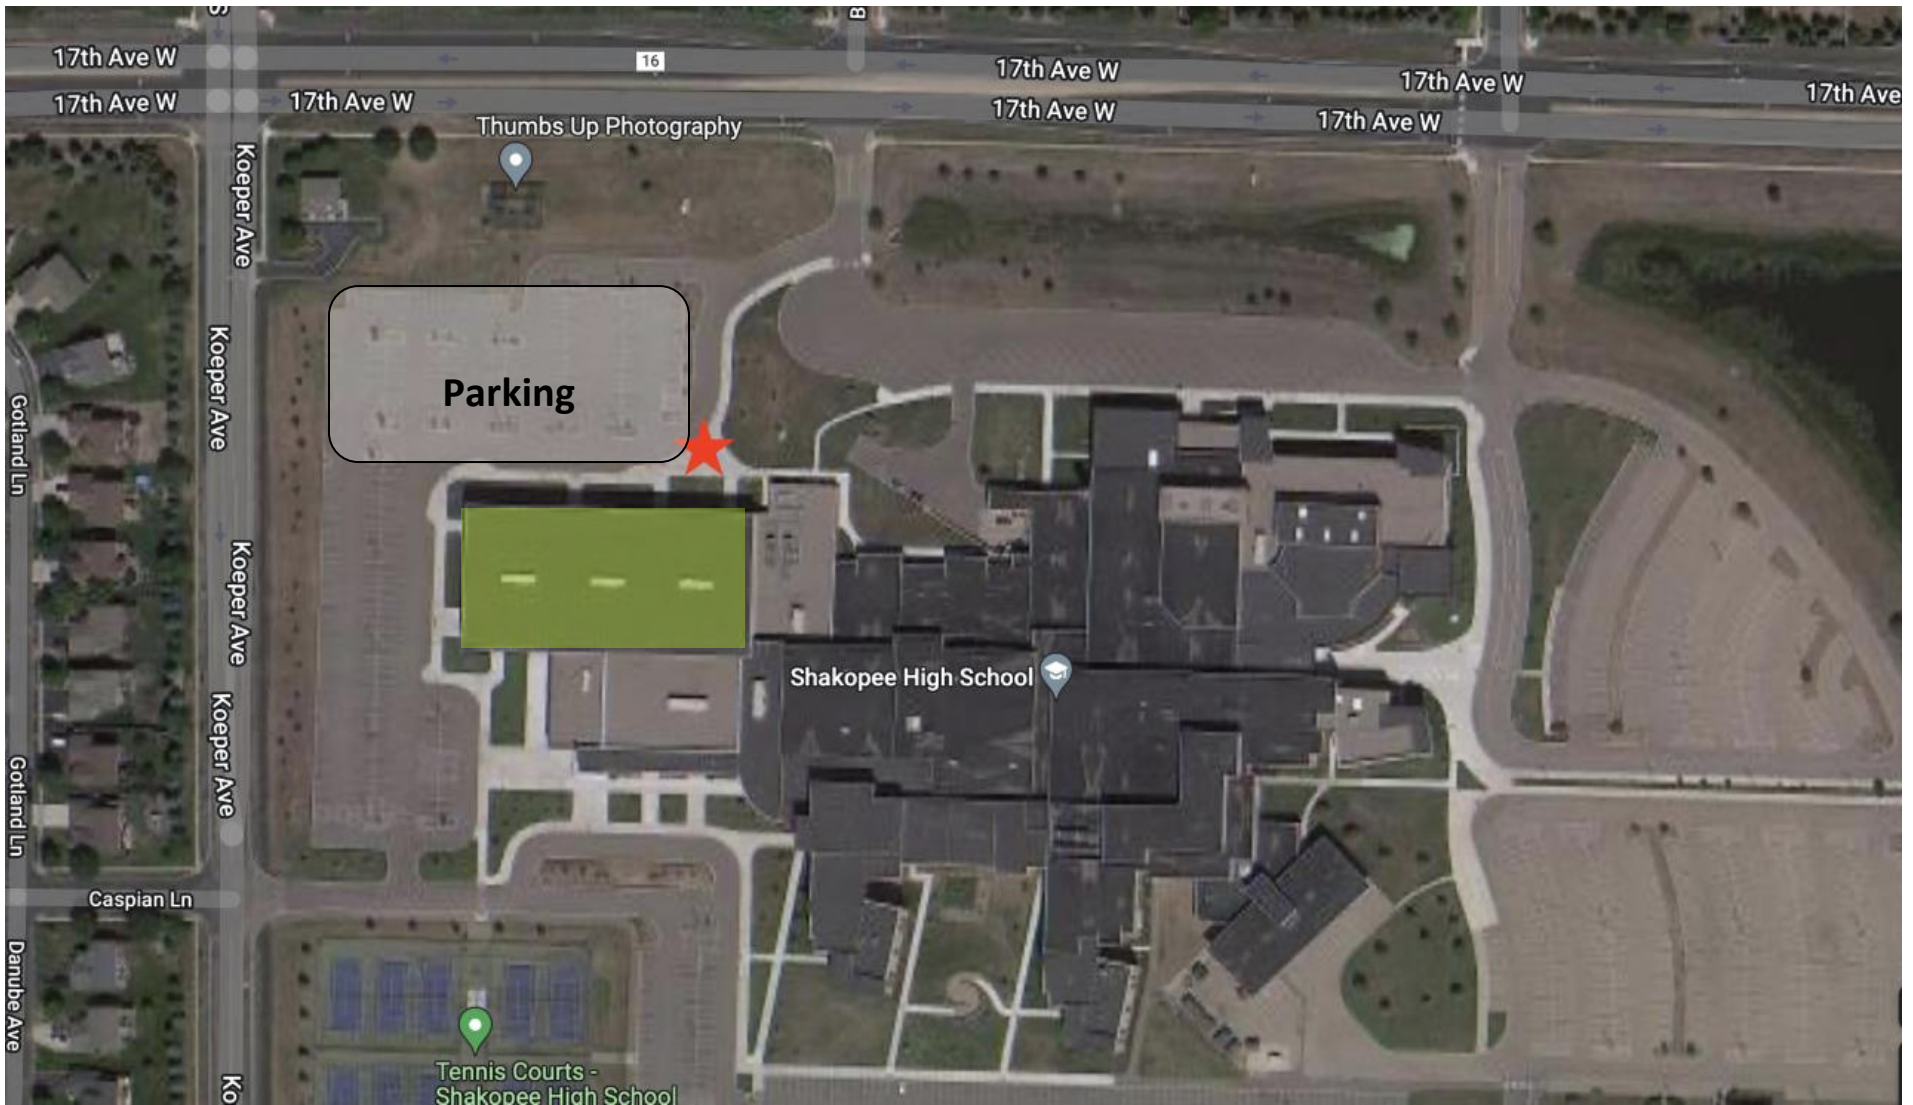 S
B
17th Ave W
16
17th Ave W
17th Ave W
17th Ave
17th Ave W
17th Ave W
17th Ave W
17th Ave W
Thumbs Up Photography
Koeper Ave
Koeper Ave
Parking
Gotland Ln
Koeper Ave
Shakopee High School
Koeper Ave
Gotland Ln
Caspian Ln
Danube Ave
Tennis Courts -
Shakopee High School
Ko